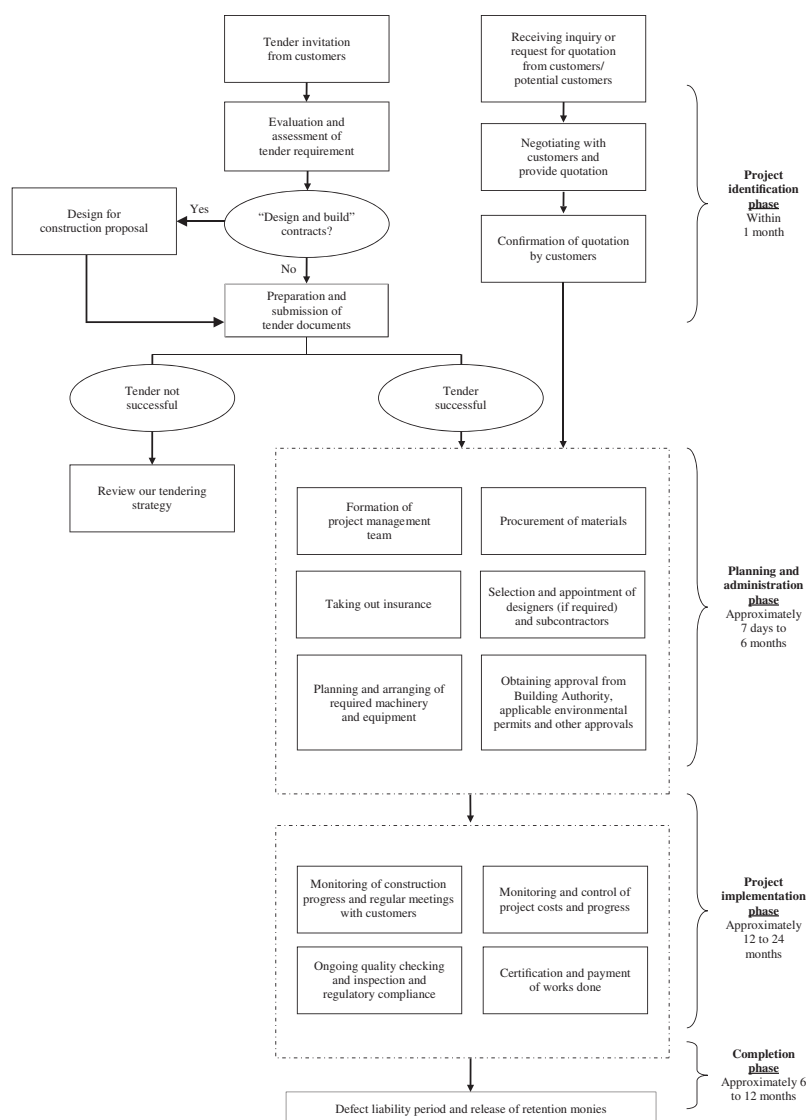 Tender invitation
from customers
Receiving inquiry or
request for quotation
from customers/
potential customers
Evaluation and
assessment of
tender requirement
Negotiating with
customers and
provide quotation
Project
identification
phase
Within
1 month
Design for
construction proposal
Yes
“Design and build”
contracts?
Confirmation of quotation
by customers
No
Preparation and
submission of
tender documents
Tender not
successful
Tender
successful
Review our tendering
strategy
Formation of
project management
team
Procurement of materials
Taking out insurance
Selection and appointment of
designers (if required)
and subcontractors
Planning and arranging of
required machinery
and equipment
Obtaining approval from
Building Authority,
applicable environmental
permits and other approvals
Planning and
administration
phase
Approximately
7 days to
6 months
Monitoring of construction
progress and regular meetings
with customers
Monitoring and control of
project costs and progress
Ongoing quality checking
and inspection and
regulatory compliance
Certification and payment
of works done
Project
implementation
phase
Approximately
12 to 24
months
Completion
phase
Approximately 6
to 12 months
Defect liability period and release of retention monies